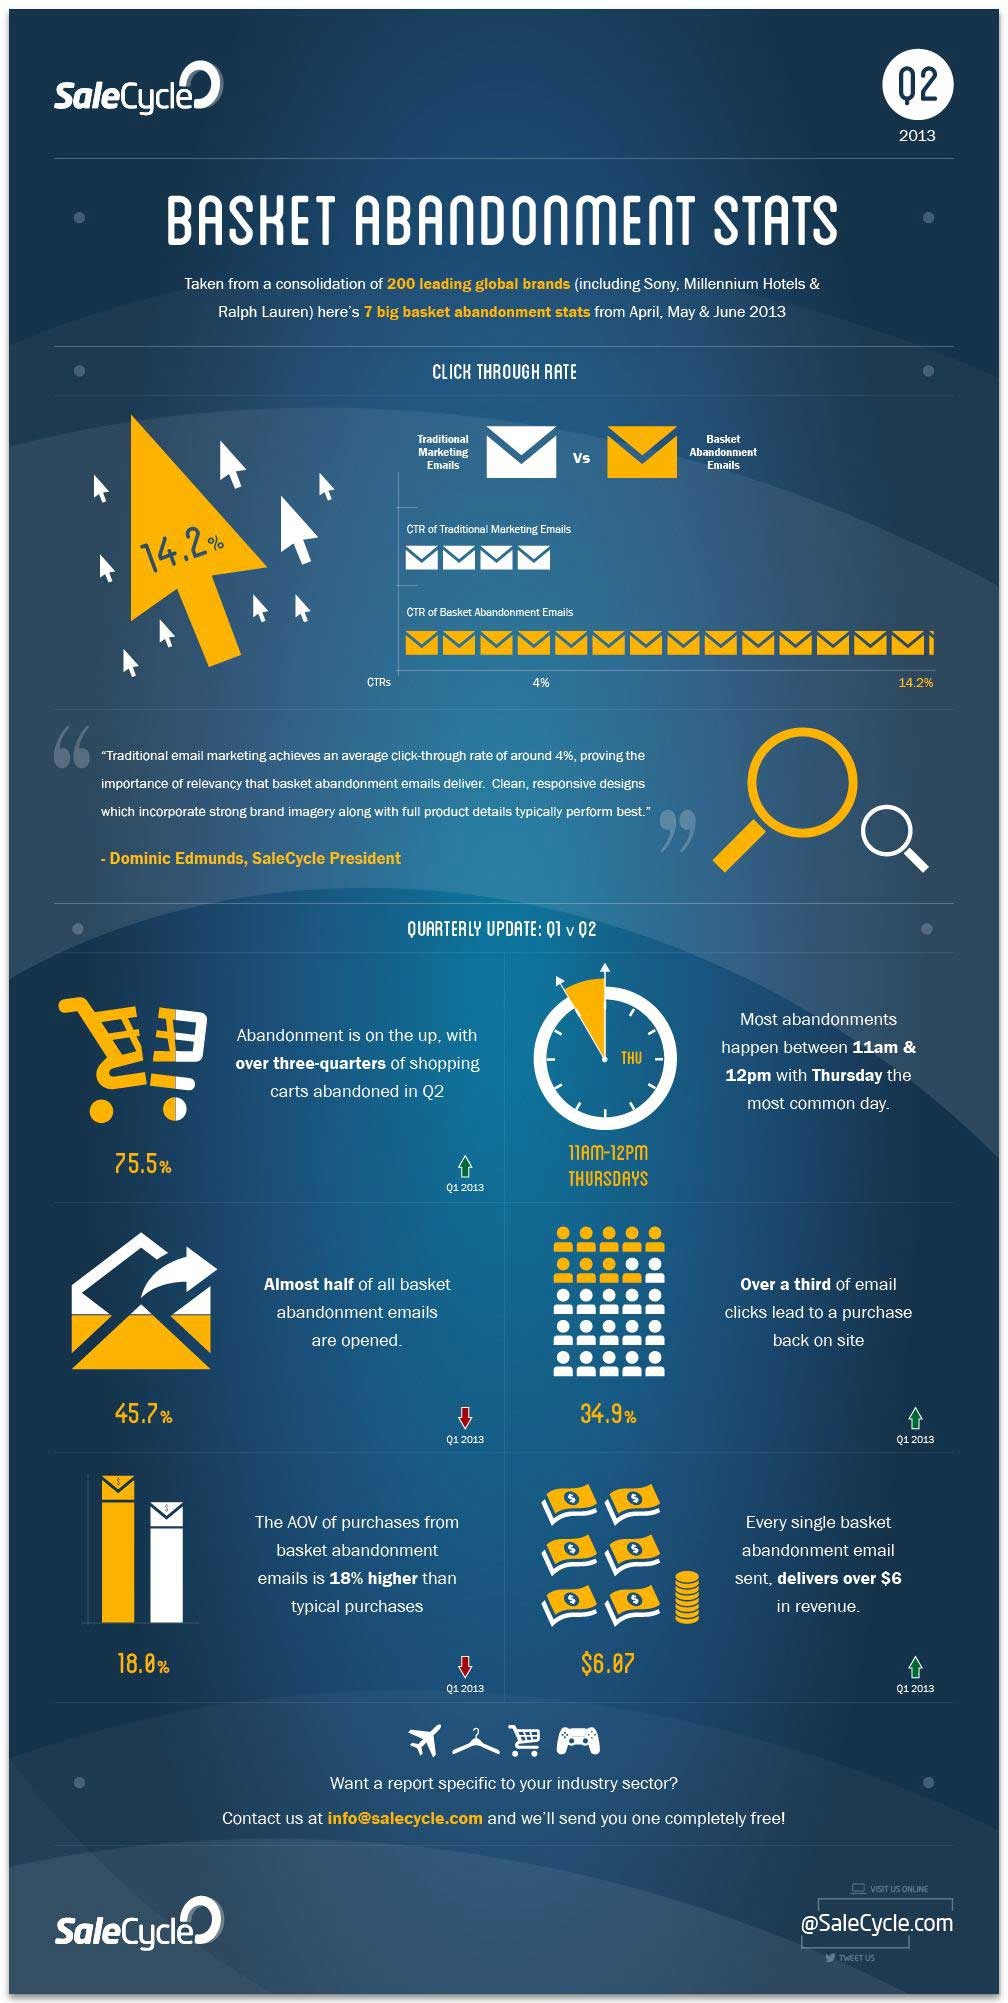 SaleCycle
Q2
2013
BASKET ABANDONMENT STATS
Taken from a consolidation of 200 leading global brands (including Sony, Millennium Hotels &
Ralph Lauren) here's 7 big basket abandonment stats from April, May & June 2013
CLICK THROUGH RATE
14.2%
Traditional
Marketing
Emails
Vs
Basket
Abandonment
Emails
CTR of Traditional Marketing Emails
CTR of Basket Abandonment Emails
CTRs
4%
14.2%
“Traditional email marketing achieves an average click-through rate of around 4%, proving the
importance of relevancy that basket abandonment emails deliver. Clean, responsive designs
which incorporate strong brand imagery along with full product details typically perform best.”
- Dominic Edmunds, SaleCycle President
QUARTERLY UPDATE: Q1 v Q2
Abandonment is on the up, with
over three-quarters of shopping
carts abandoned in Q2
75.5%
Q1 2013
THU
11AM-12PM
THURSDAYS
Most abandonments
happen between 11am &
12pm with Thursday the
most common day.
Almost half of all basket
abandonment emails
are opened.
45.7%
Q1 2013
Over a third of email
clicks lead to a purchase
back on site
34.9%
Q1 2013
$
$
The AOV of purchases from
basket abandonment
emails is 18% higher than
typical purchases
18.0%
Q1 2013
$ $
$ $
$ $
Every single basket
abandonment email
sent, delivers over $6
in revenue.
$6.07
Q1 2013
Want a report specific to your industry sector?
Contact us at info@salecycle.com and we'll send you one completely free!
SaleCycle
VISIT US ONLINE
@SaleCycle.com
TWEET US